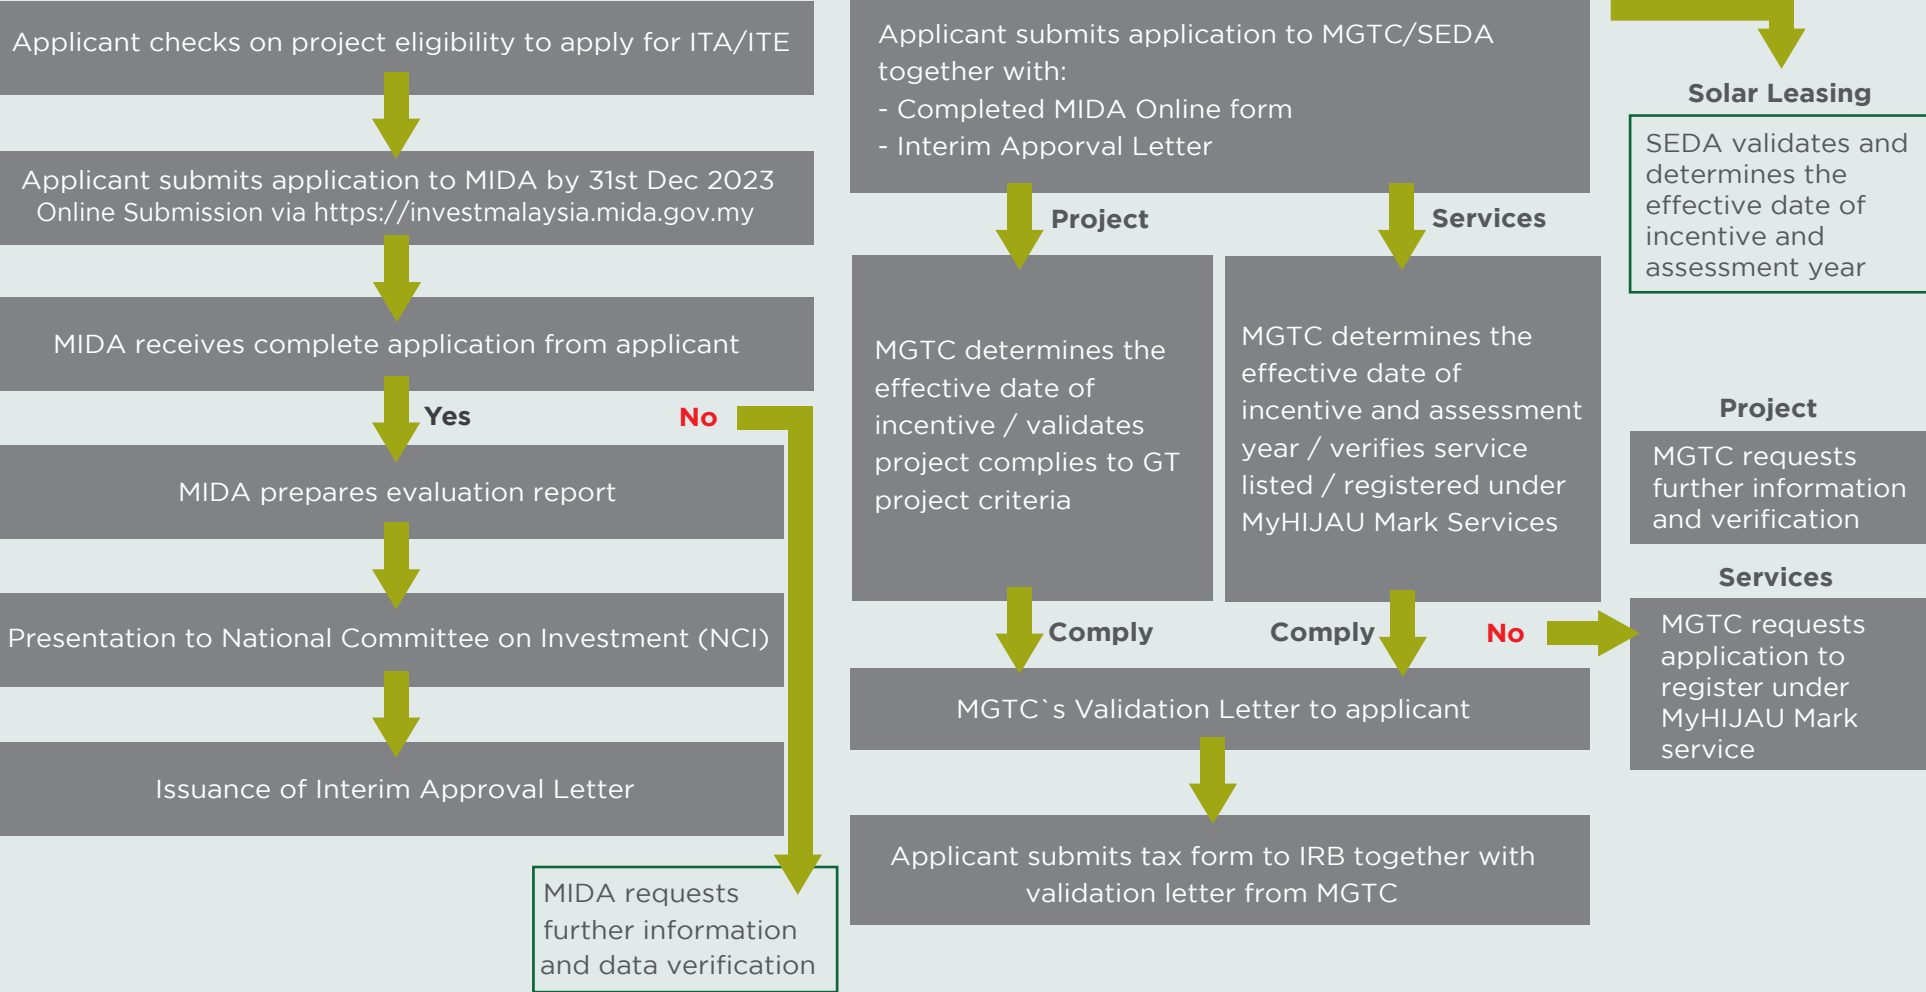 Applicant checks on project eligibility to apply for ITA/ITE
Applicant submits application to MIDA by 31st Dec 2023
Online Submission via https://investmalaysia.mida.gov.my
MIDA receives complete application from applicant
Yes
No
MIDA prepares evaluation report
Presentation to National Committee on Investment (NCI)
Issuance of Interim Approval Letter
MIDA requests
further information
and data verification
Applicant submits application to MGTC/SEDA
together with:
- Completed MIDA Online form
- Interim Apporval Letter
Project
Services
MGTC determines the
effective date of
incentive / validates
project complies to GT
project criteria
MGTC determines the
effective date of
incentive and assessment
year / verifies service
listed / registered under
MyHIJAU Mark Services
Comply
Comply
No
MGTC`s Validation Letter to applicant
Applicant submits tax form to IRB together with
validation letter from MGTC
Solar Leasing
SEDA validates and
determines the
effective date of
incentive and
assessment year
Project
MGTC requests
further information
and verification
Services
MGTC requests
application to
register under
MyHIJAU Mark
service